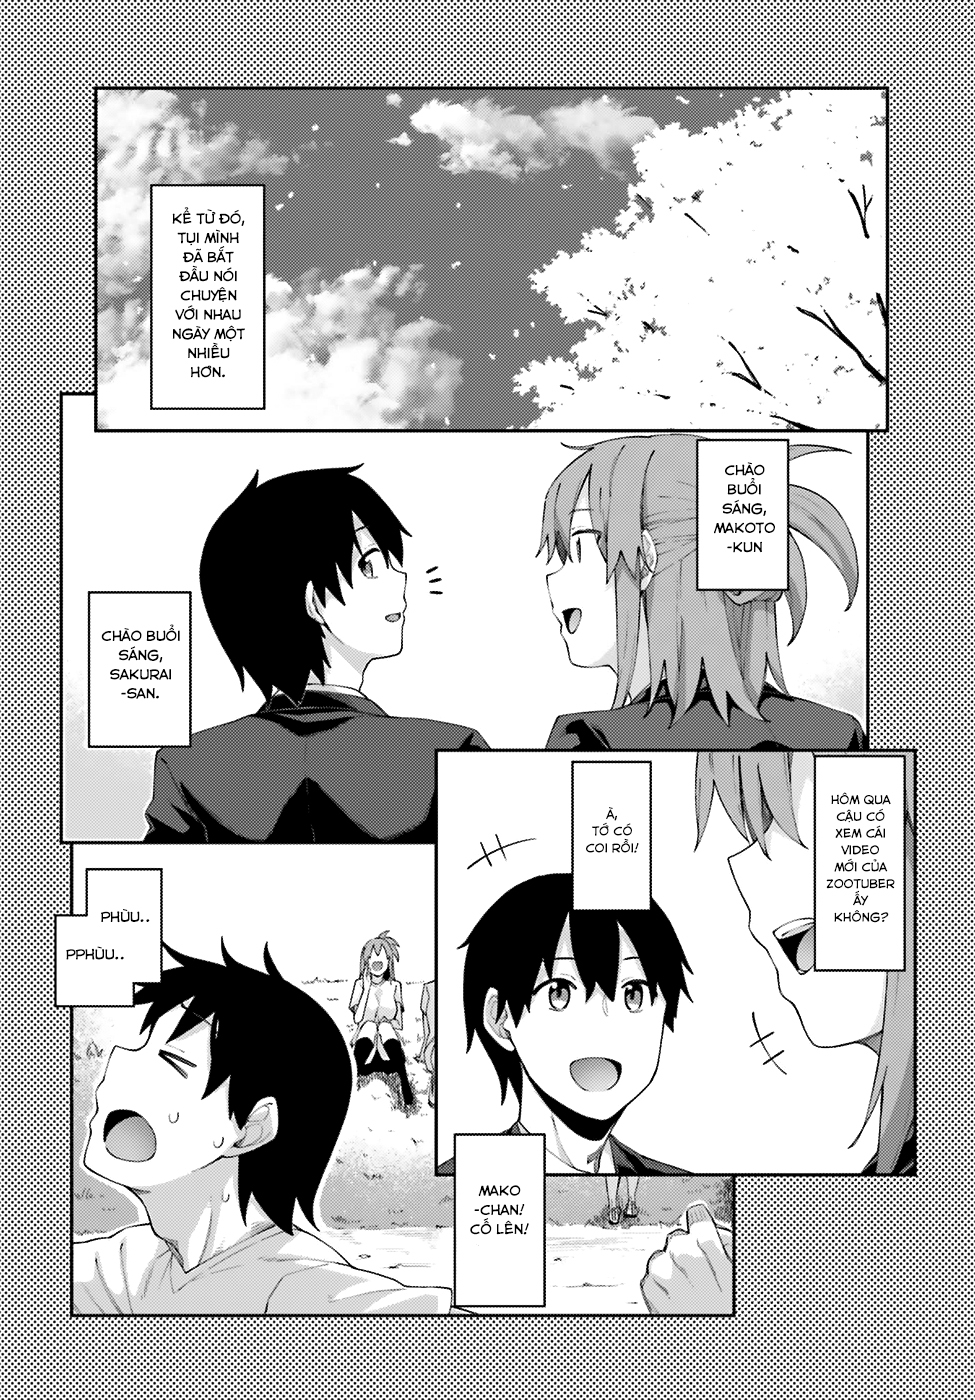 KỂ TỪ ĐÓ,
TỤI MÌNH
ĐÃ BẮT
ĐẦU NÓI
CHUYỆN
VỚI NHAU
NGÀY MỘT
NHIỀU
HƠN.
CHÀO
BUỔI
SÁNG,
MAKOTO
-KUN
CHÀO BUỔI
SÁNG,
SAKURAI
-SAN.
HÔM QUA
CẬU CÓ
XEM CÁI
VIDEO
MỚI CỦA
ZOOTUBER
ẤY
KHÔNG?
À,
TỚ CÓ
COI RỒI!
PHÙU..
PPHÙU..
MAKO
-CHAN!
CỐ LÊN!